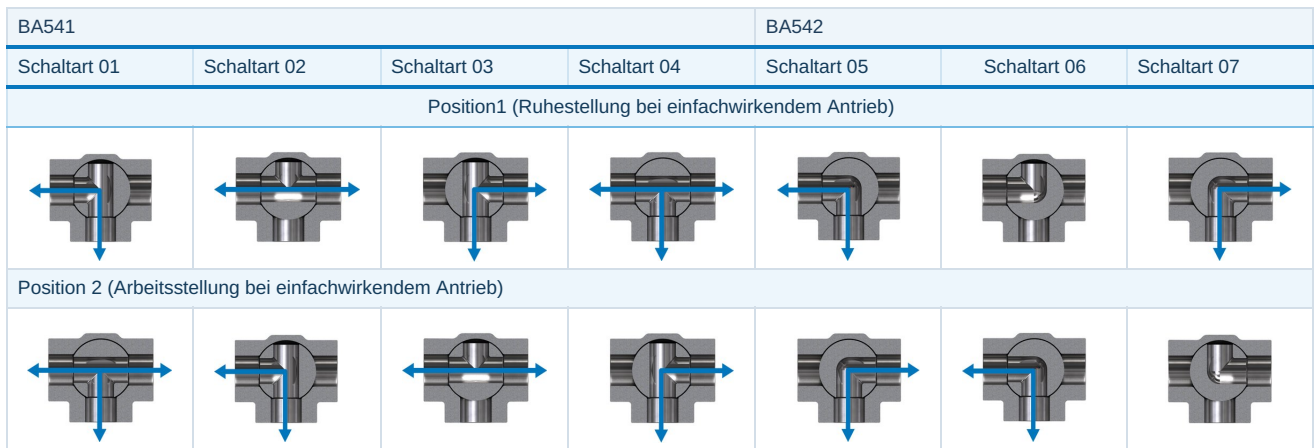 BA541 BA542
Schaltart 01 Schaltart 02 Schaltart 03 Schaltart 04 Schaltart 05 Schaltart 06 Schaltart 07
Position1 (Ruhestellung bei einfachwirkendem Antrieb)
Position 2 (Arbeitsstellung bei einfachwirkendem Antrieb)